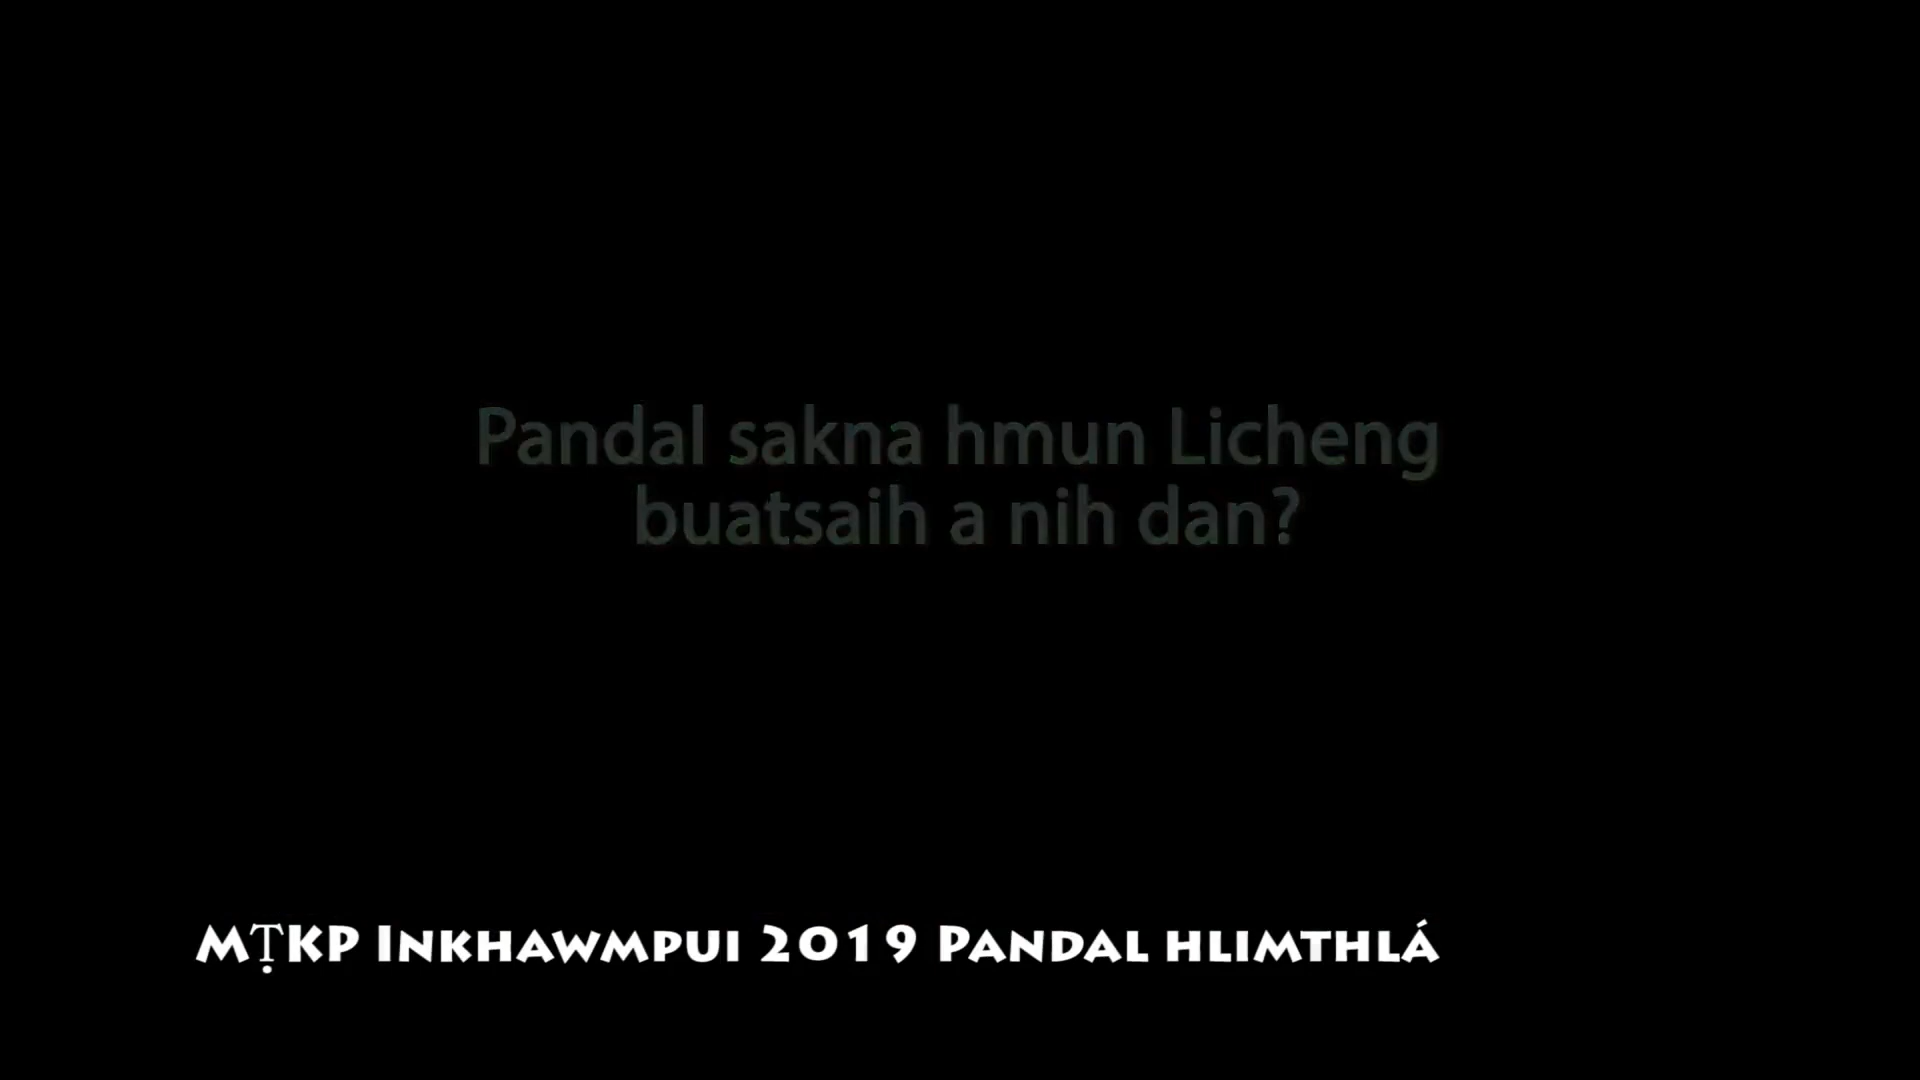 Pandal sakna hmun Licheng
buatsaih a nih dan?
MṬKP Inkhawmpui 2019 Pandal hlimthlá